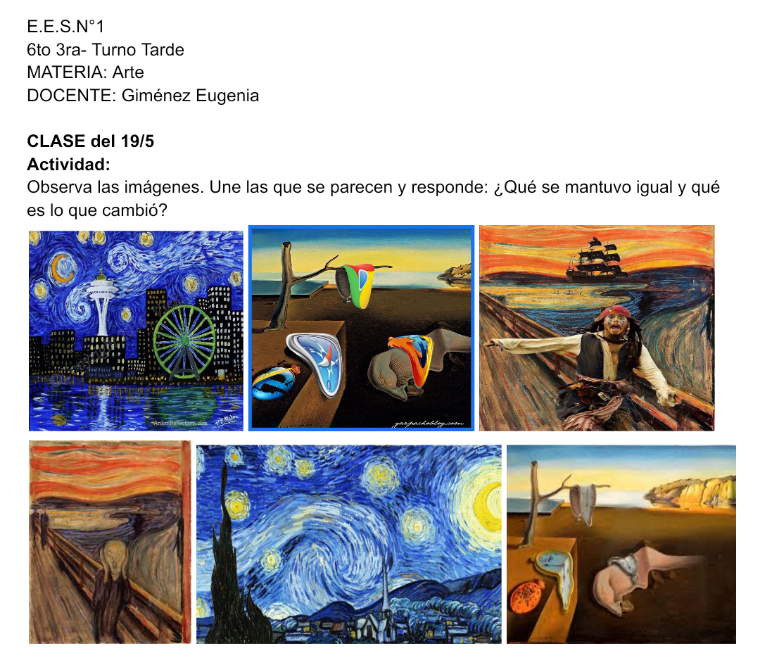 E.E.S.N°1
6to 3ra- Turno Tarde
MATERIA: Arte
DOCENTE: Giménez Eugenia
CLASE del 19/5
Actividad:
Observa las imágenes. Une las que se parecen y responde: ¿Qué se mantuvo igual y qué
es lo que cambió?